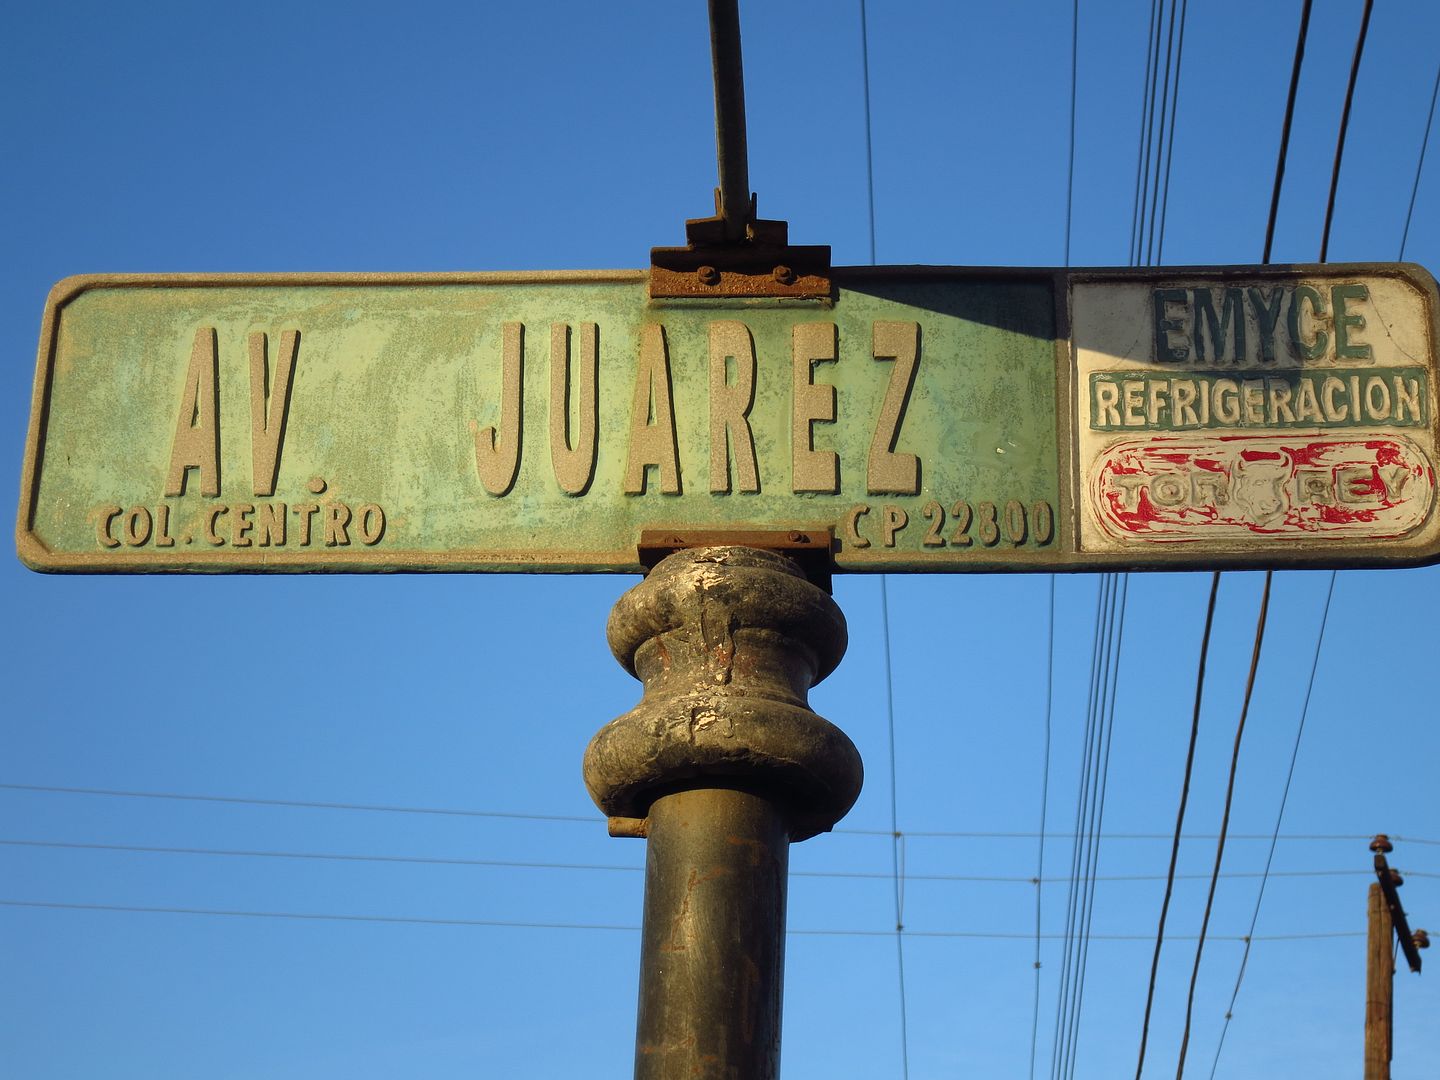 AV. JUAREZ
COL. CENTRO CP 22800
EMYCE
REFRIGERACION
TOR REY